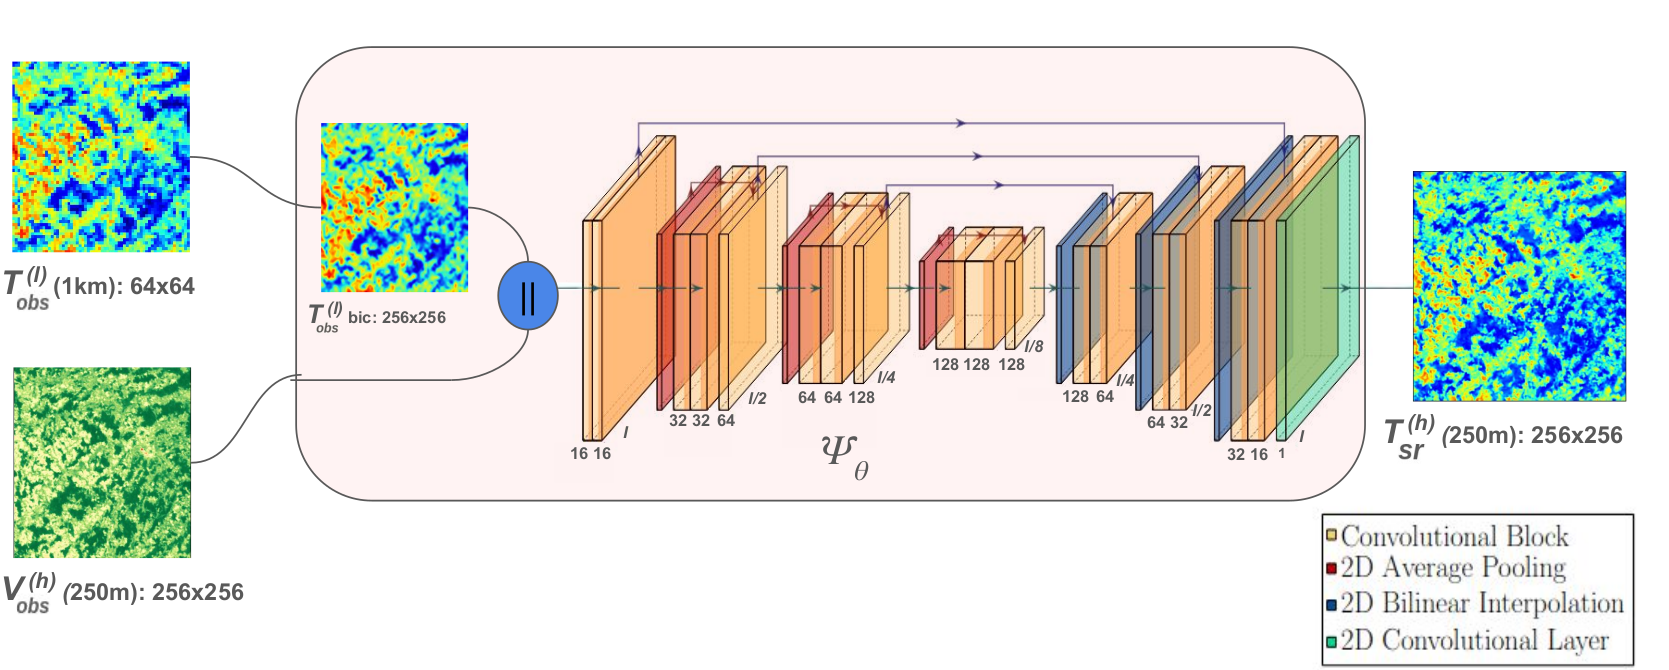 T obs (l) (1km): 64x64
T obs (l) bic: 256x256
V obs (h) (250m): 256x256
||
16 16 I
32 32 64 I/2
64 64 128 I/4
128 128 128 I/8
128 64 I/4
64 32 I/2
32 16 1 I
Ψθ
T sr (h) (250m): 256x256
Convolutional Block
2D Average Pooling
2D Bilinear Interpolation
2D Convolutional Layer